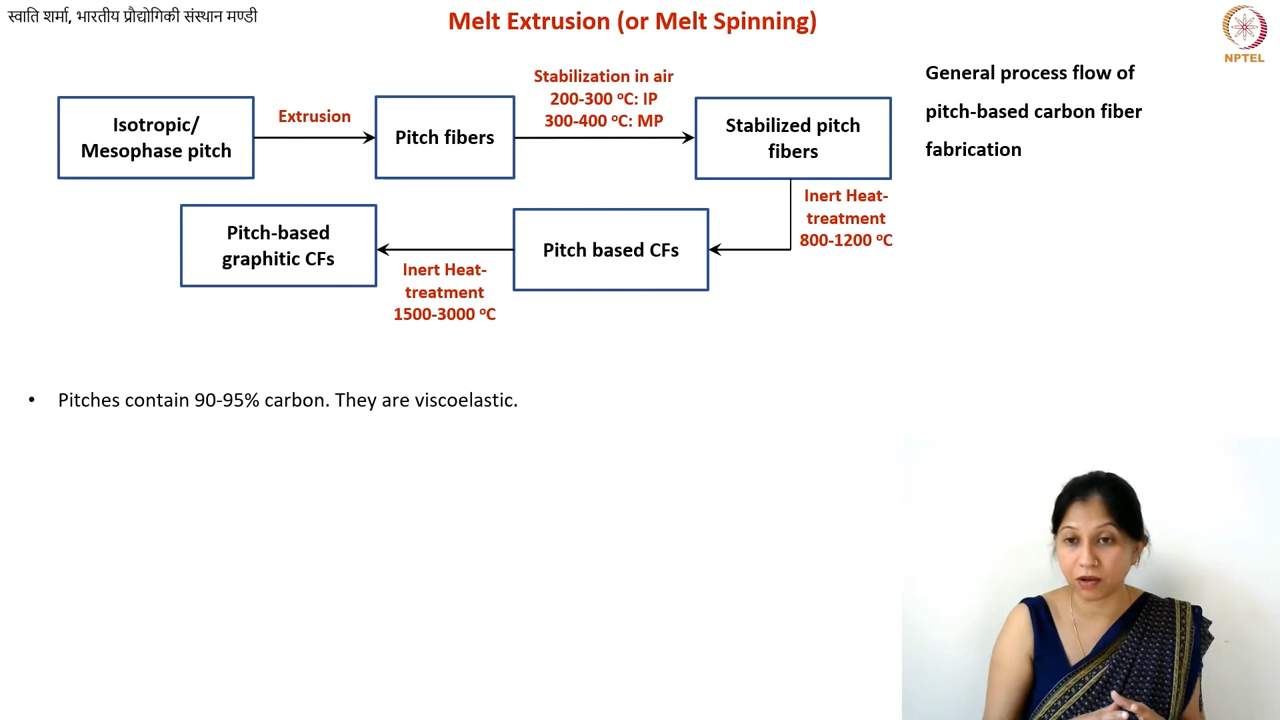 स्वाति शर्मा, भारतीय प्रौद्योगिकी संस्थान मण्डी
Melt Extrusion (or Melt Spinning)
NPTEL
General process flow of
pitch-based carbon fiber
fabrication
Isotropic/
Mesophase pitch
Extrusion
Pitch fibers
Stabilization in air
200-300 ºC: IP
300-400 ºC: MP
Stabilized pitch
fibers
Inert Heat-
treatment
800-1200 ºC
Pitch based CFs
Inert Heat-
treatment
1500-3000 ºC
Pitch-based
graphitic CFs
• Pitches contain 90-95% carbon. They are viscoelastic.